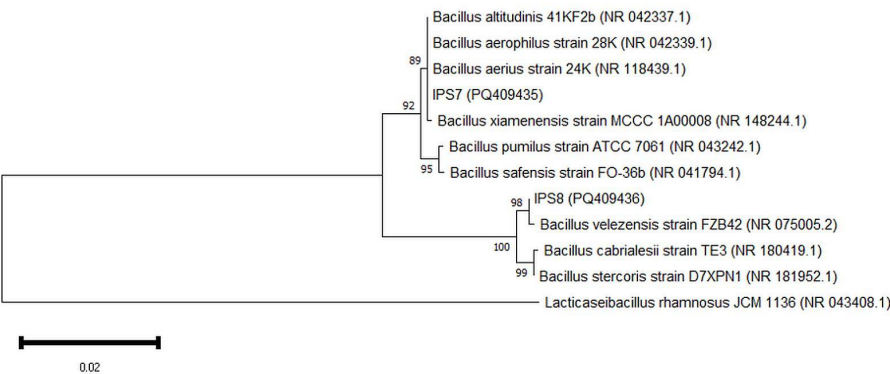 Bacillus altitudinis 41KF2b (NR 042337.1)
Bacillus aerophilus strain 28K (NR 042339.1)
89
Bacillus aerius strain 24K (NR 118439.1)
IPS7 (PQ409435)
92
Bacillus xiamenensis strain MCCC 1A00008 (NR 148244.1)
Bacillus pumilus strain ATCC 7061 (NR 043242.1)
95
Bacillus safensis strain FO-36b (NR 041794.1)
98
IPS8 (PQ409436)
Bacillus velezensis strain FZB42 (NR 075005.2)
100
Bacillus cabrialesii strain TE3 (NR 180419.1)
99
Bacillus stercoris strain D7XPN1 (NR 181952.1)
Lacticaseibacillus rhamnosus JCM 1136 (NR 043408.1)
0.02